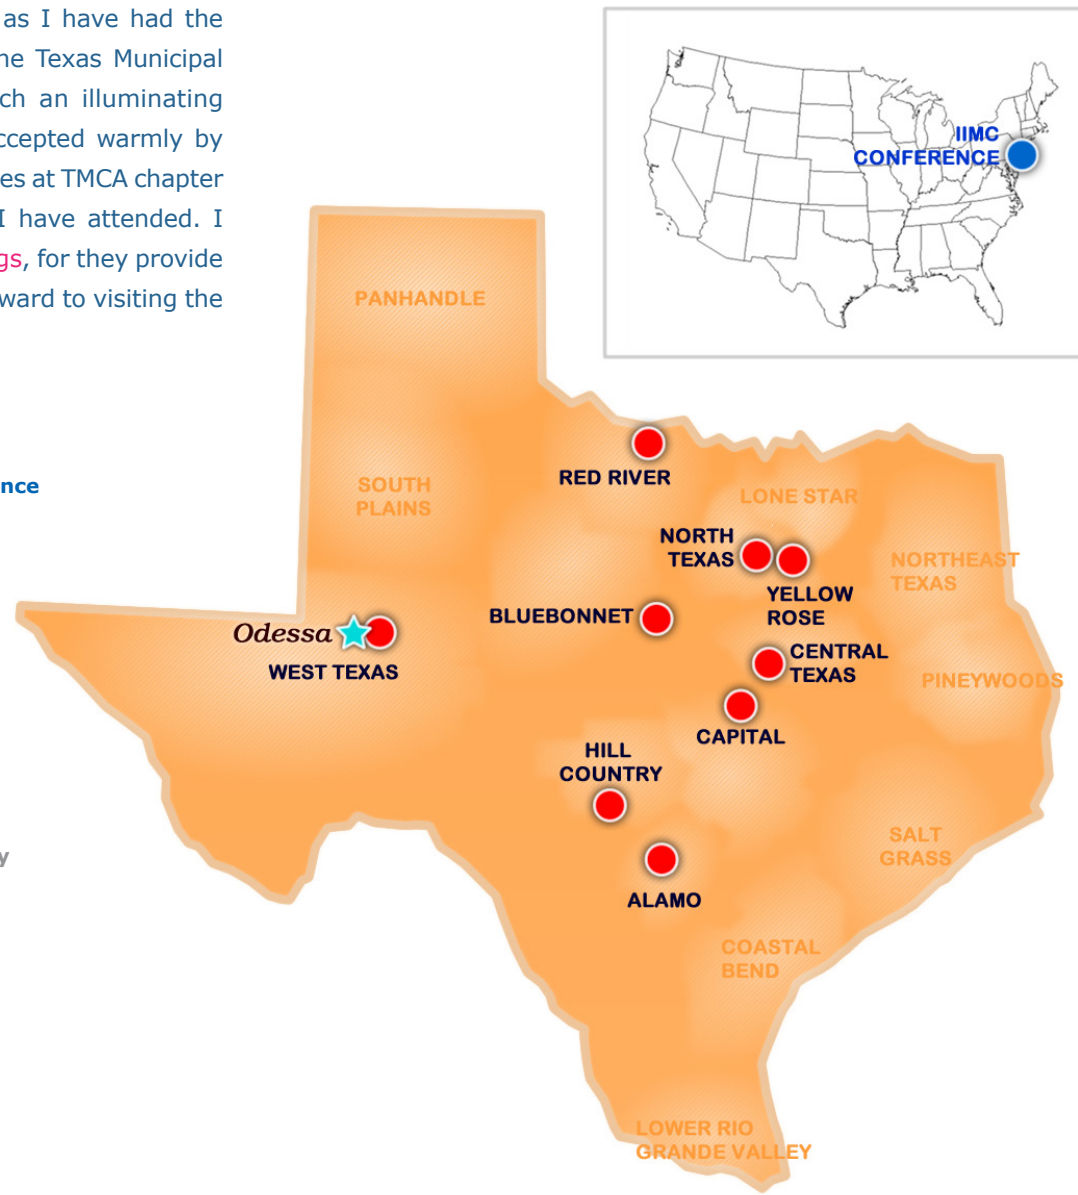 as I have had the
ne Texas Municipal
ch an illuminating
ccepted warmly by
es at TMCA chapter
I have attended. I
gs, for they provide
ward to visiting the
nce
y
IIMC
CONFERENCE
PANHANDLE
SOUTH
PLAINS
RED RIVER
LONE STAR
NORTH
TEXAS
YELLOW
ROSE
NORTHEAST
TEXAS
BLUEBONNET
Odessa
WEST TEXAS
CENTRAL
TEXAS
PINEYWOODS
CAPITAL
HILL
COUNTRY
ALAMO
SALT
GRASS
COASTAL
BEND
LOWER RIO
GRANDE VALLEY